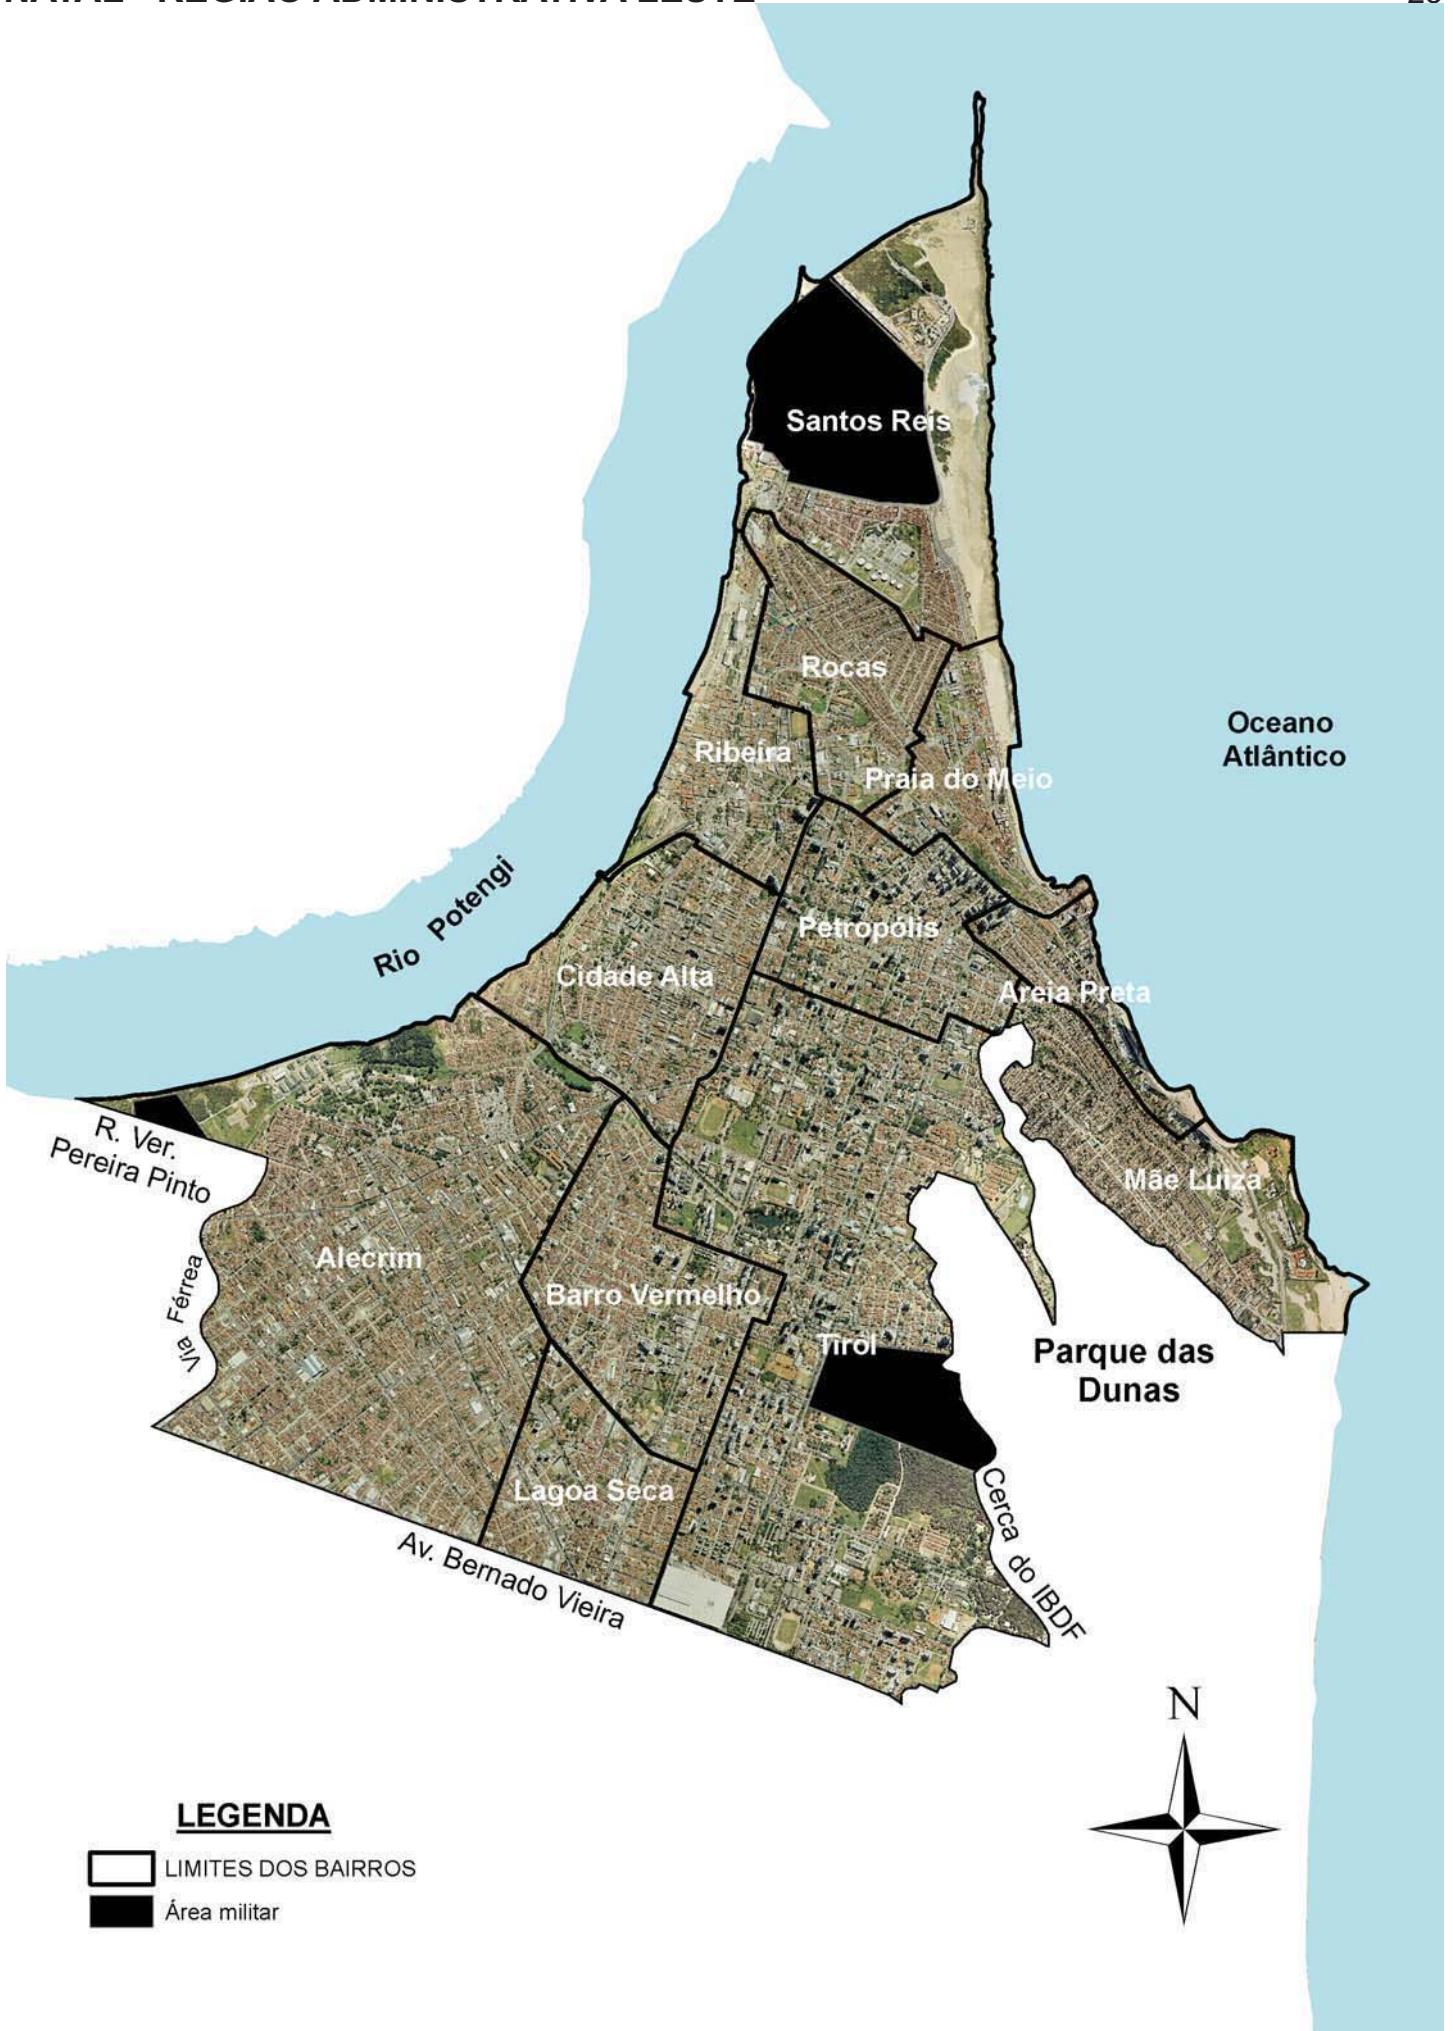 Santos Reis
Rocas
Ribeira
Praia do Meio
Oceano
Atlântico
Rio Potengi
Petropólis
Cidade Alta
Areia Preta
R. Ver.
Pereira Pinto
Mãe Luiza
Via Férrea
Alecrim
Barro Vermelho
Tirol
Parque das
Dunas
Lagoa Seca
Cerca do IBDF
Av. Bernado Vieira
N
LEGENDA
LIMITES DOS BAIRROS
Área militar